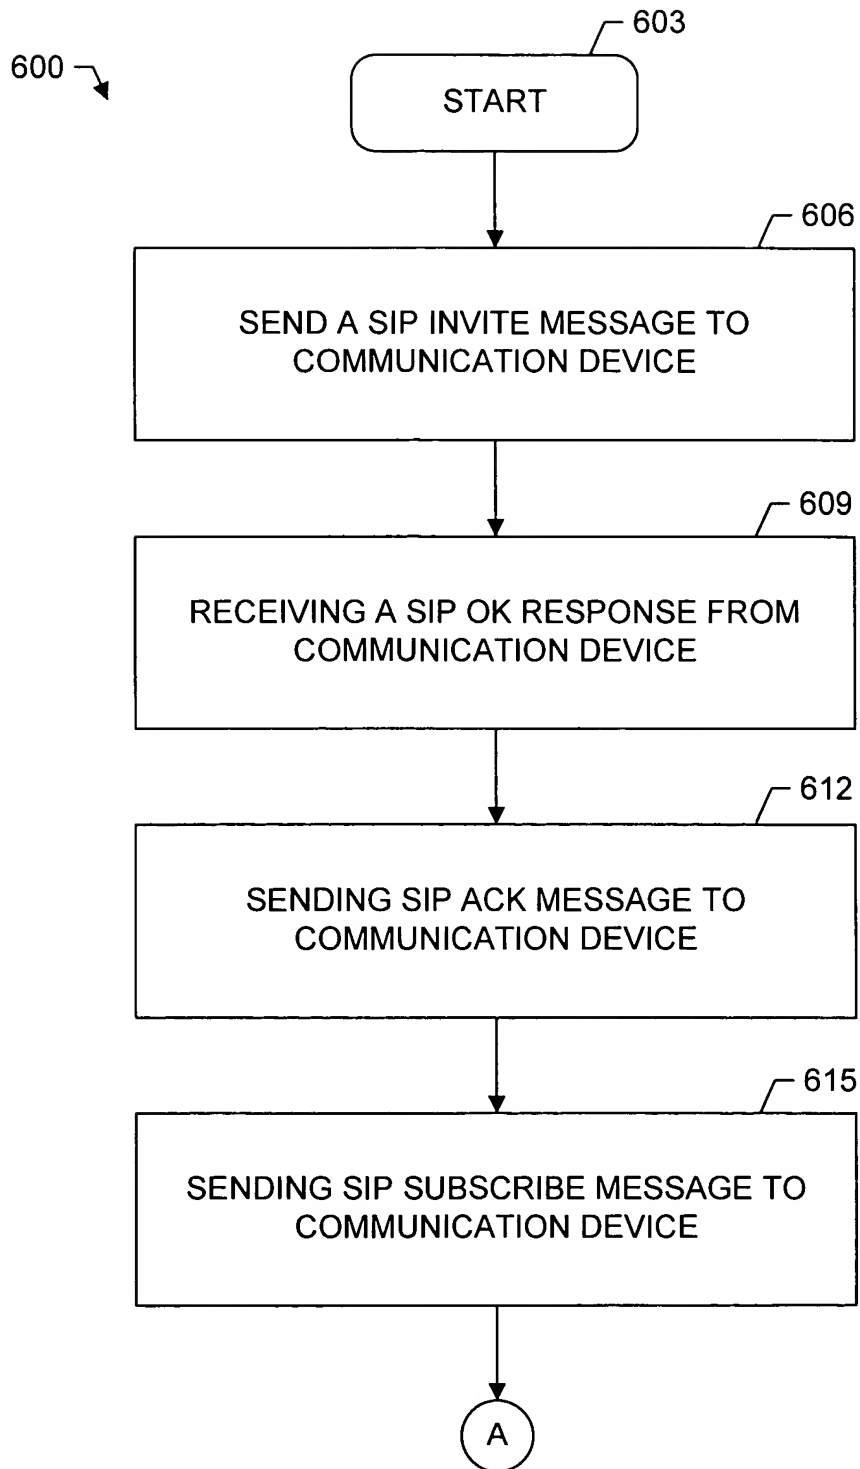 603
600
START
606
SEND A SIP INVITE MESSAGE TO
COMMUNICATION DEVICE
609
RECEIVING A SIP OK RESPONSE FROM
COMMUNICATION DEVICE
612
SENDING SIP ACK MESSAGE TO
COMMUNICATION DEVICE
615
SENDING SIP SUBSCRIBE MESSAGE TO
COMMUNICATION DEVICE
A